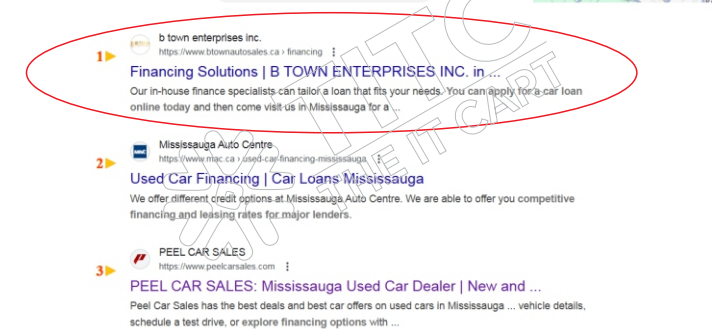 b town enterprises inc.
1 https://www.btownautosales.ca › financing
Financing Solutions | B TOWN ENTERPRISES INC. in ...
Our in-house finance specialists can tailor a loan that fits your needs. You can apply for a car loan
online today and then come visit us in Mississauga for a ...
Mississauga Auto Centre
2 https://www.mac.ca › used-car-financing-mississauga
Used Car Financing | Car Loans Mississauga
We offer different credit options at Mississauga Auto Centre. We are able to offer you competitive
financing and leasing rates for major lenders.
PEEL CAR SALES
3 https://www.peelcarsales.com
PEEL CAR SALES: Mississauga Used Car Dealer | New and ...
Peel Car Sales has the best deals and best car offers on used cars in Mississauga ... vehicle details,
schedule a test drive, or explore financing options with ...
TITC
THE IT CART